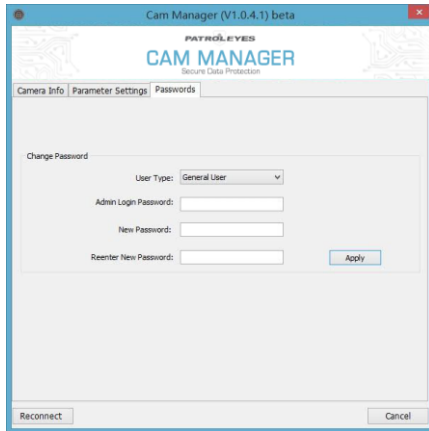 Cam Manager (V1.0.4.1) beta
PATROLEYES
CAM MANAGER
Secure Data Protection
Camera Info Parameter Settings Passwords
Change Password
User Type: General User
Admin Login Password:
New Password:
Reenter New Password: Apply
Reconnect Cancel